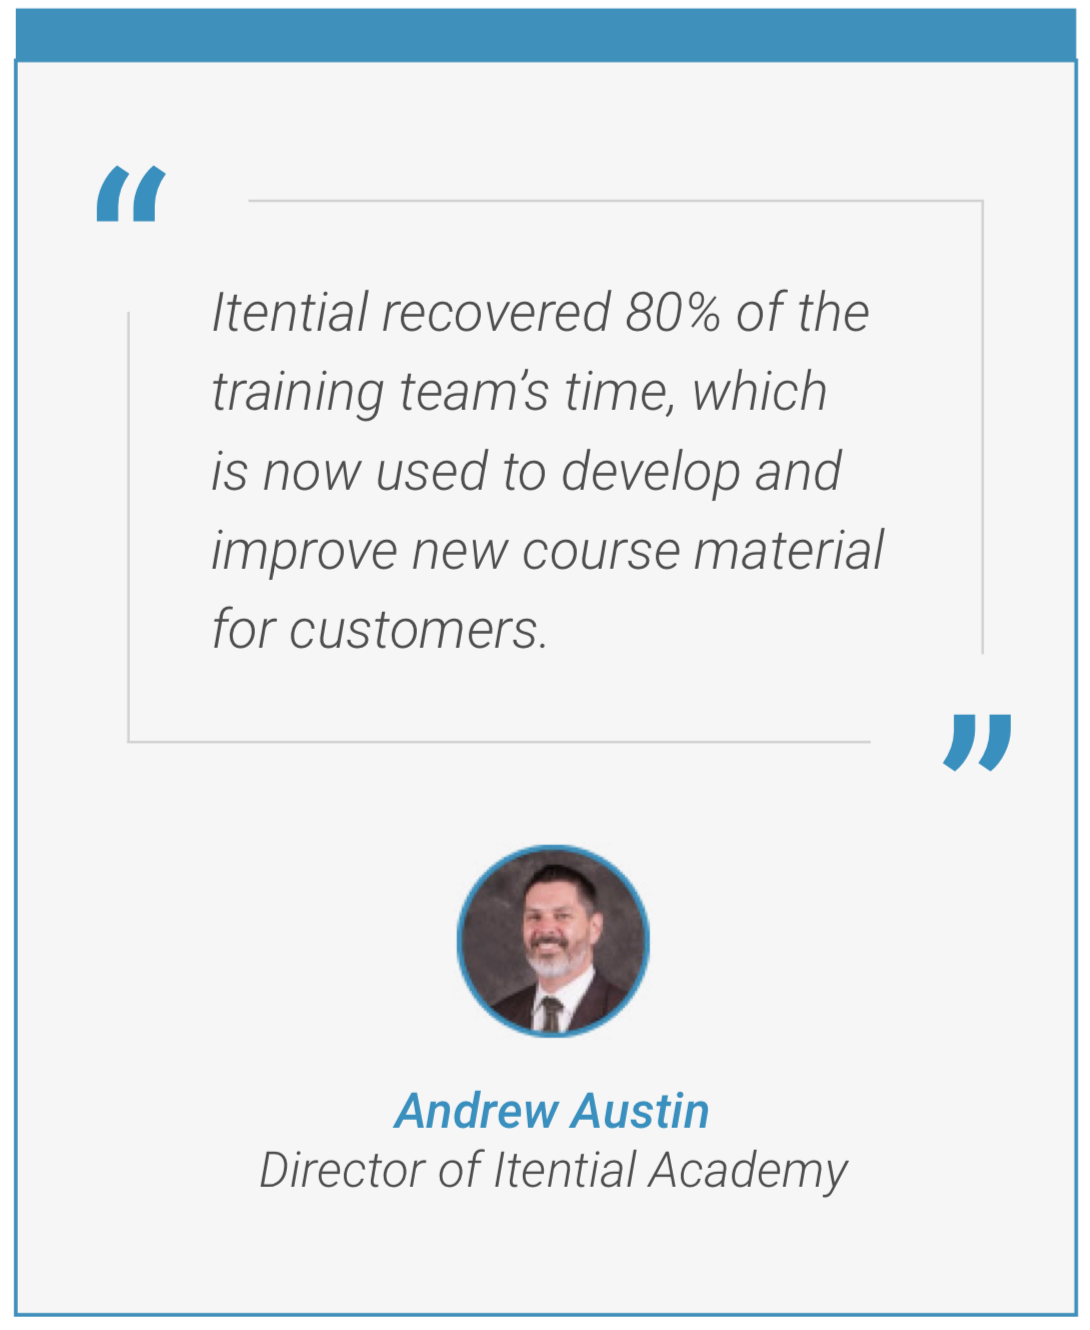 “
Itential recovered 80% of the
training team’s time, which
is now used to develop and
improve new course material
for customers.
”
Andrew Austin
Director of Itential Academy